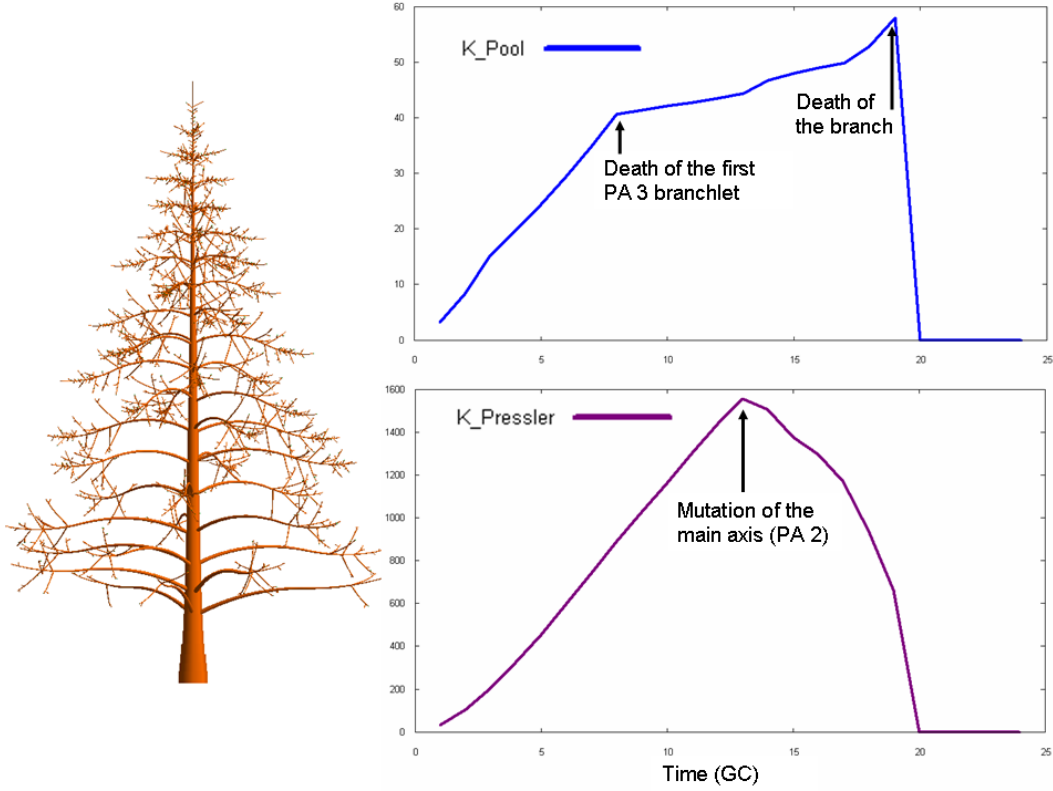 60
K_Pool
50
Death of
the branch
40
Death of the first
PA 3 branchlet
30
20
10
0
0 5 10 15 20 25
1600
K_Pressler
1400
1200
Mutation of the
main axis (PA 2)
1000
800
600
400
200
0
0 5 10 15 20 25
Time (GC)